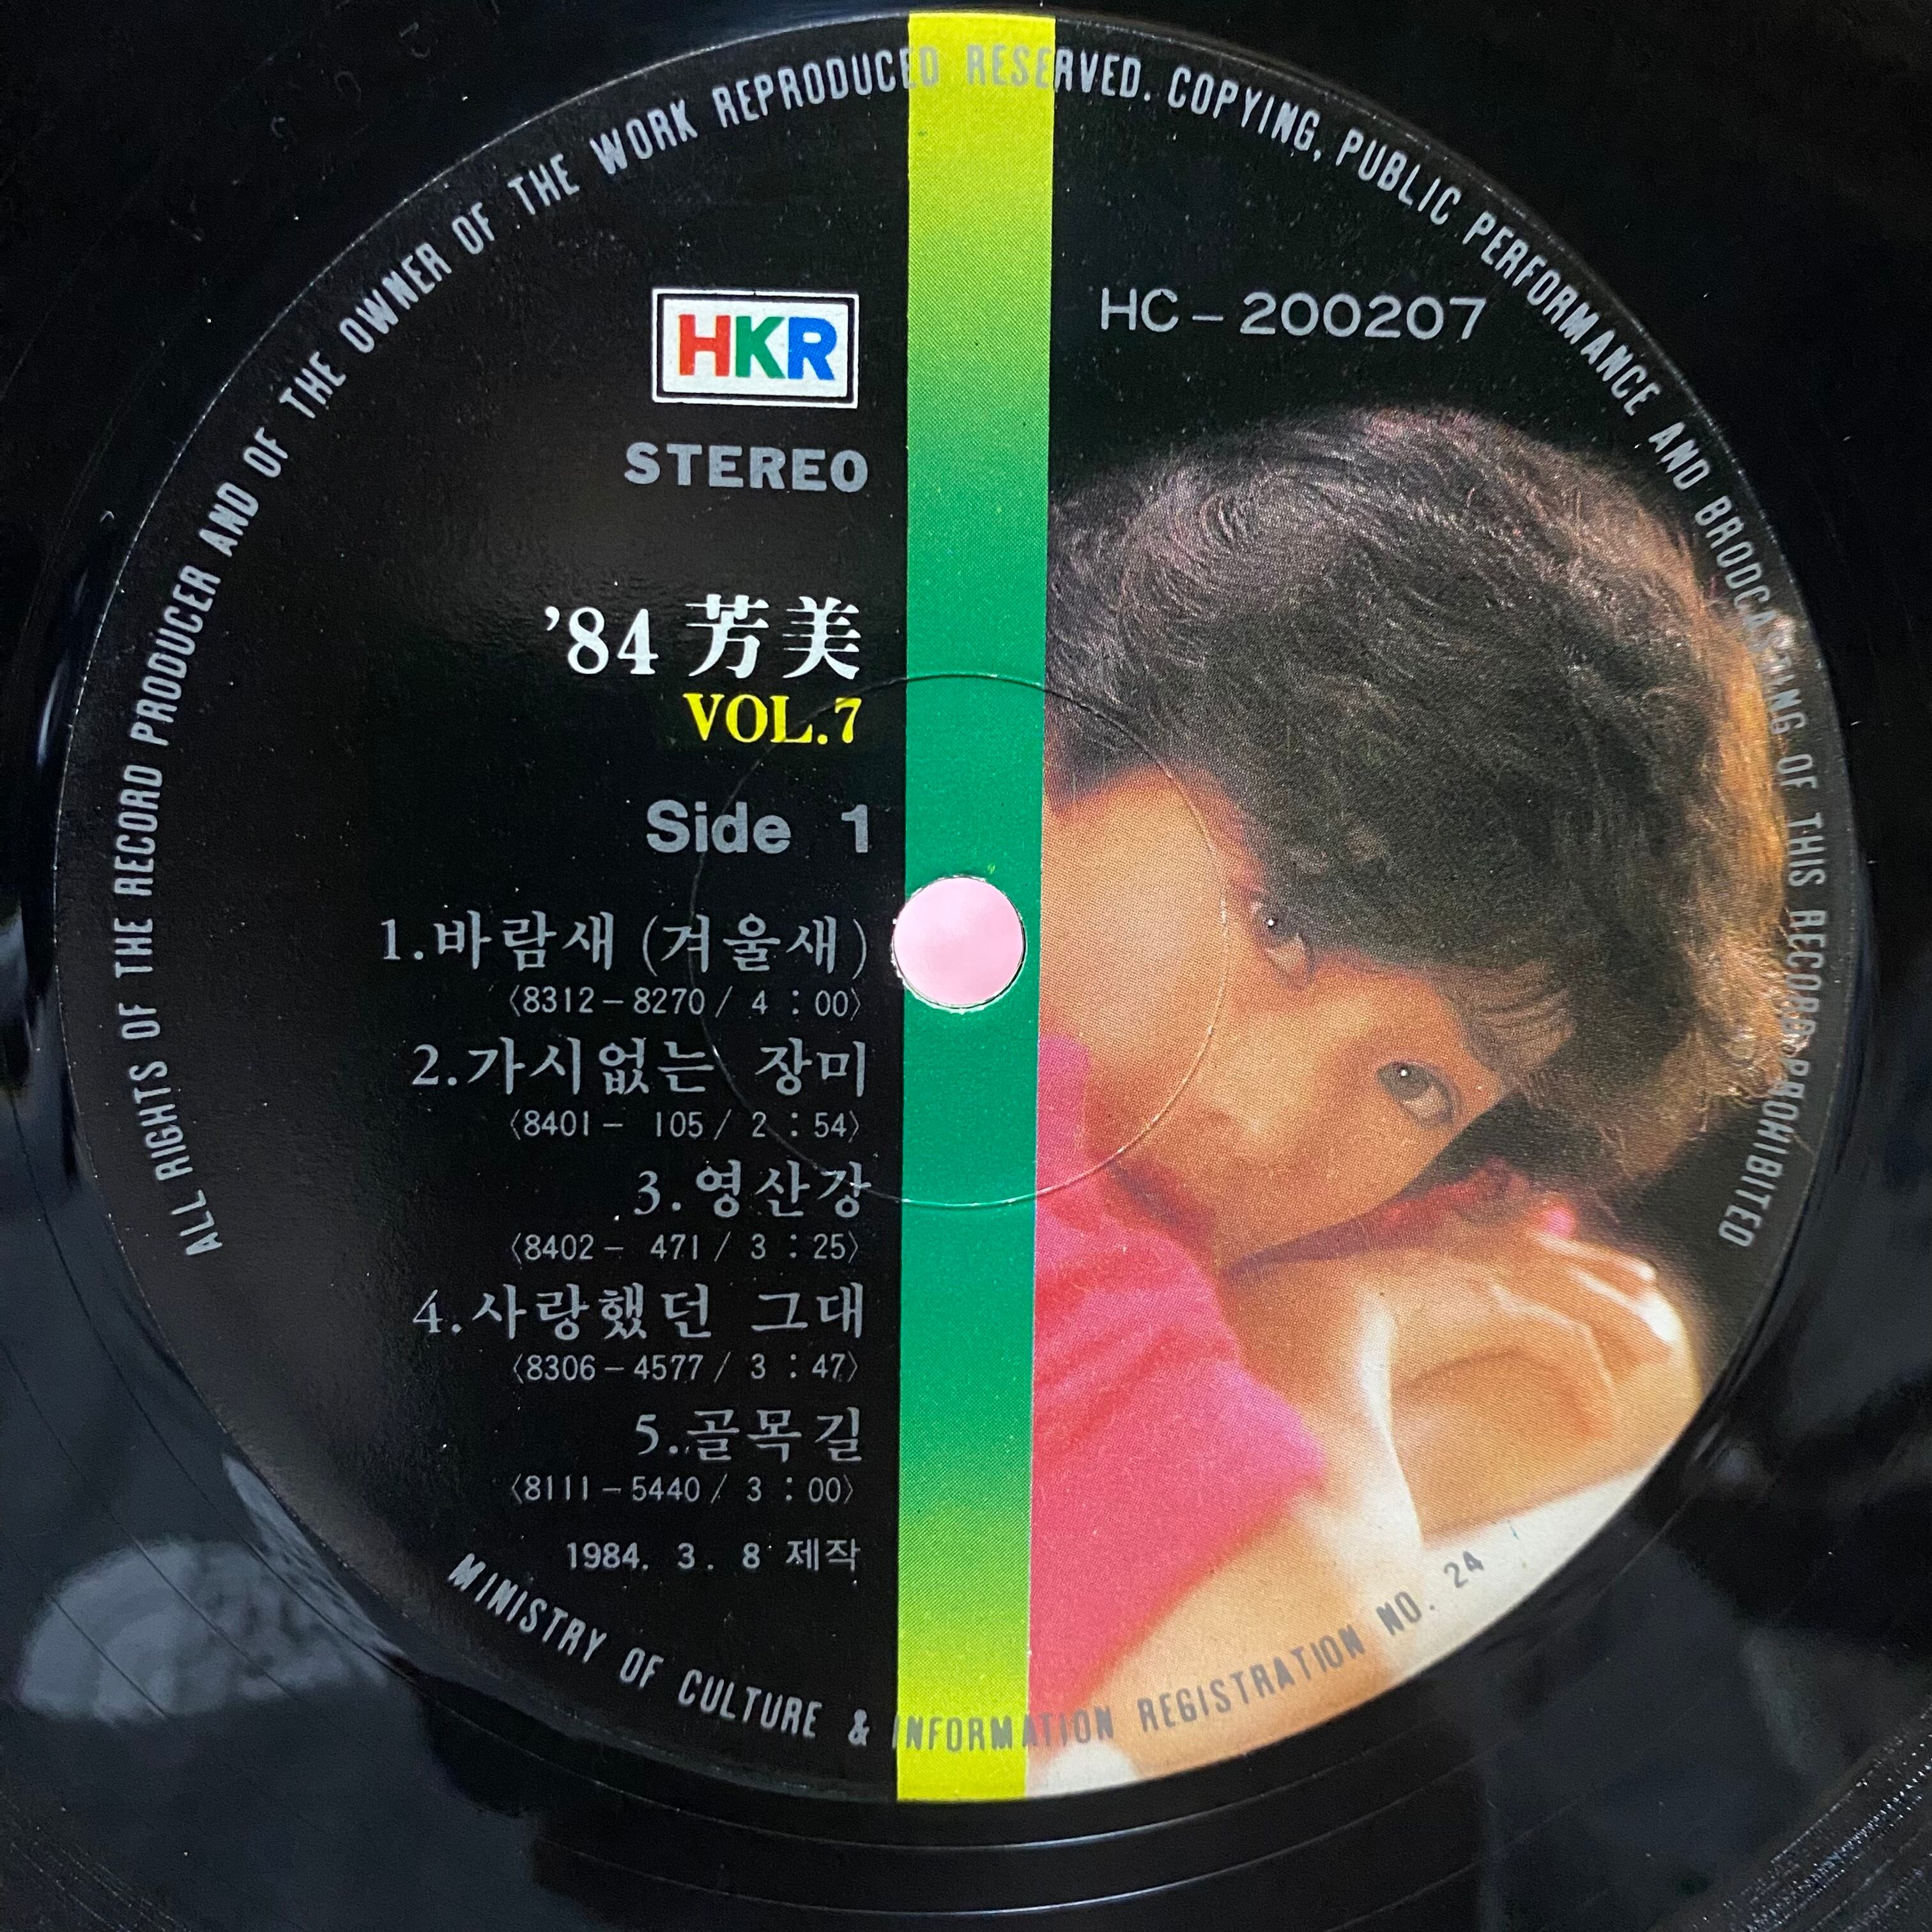 ALL RIGHTS OF THE RECORD PRODUCER AND OF THE OWNER OF THE WORK REPRODUCED RESERVED. COPYING, PUBLIC PERFORMANCE AND BRODCASTING OF THIS RECORD PROHIBITED
HKR
HC-200207
STEREO
'84 芳美
VOL.7
Side 1
1.바람새 (겨울새)
〈8312-8270 / 4 : 00〉
2.가시없는 장미
〈8401- 105 / 2 : 54〉
3.영산강
〈8402- 471 / 3 : 25〉
4.사랑했던 그대
〈8306-4577 / 3 : 47〉
5.골목길
〈8111-5440 / 3 : 00〉
1984. 3. 8 제작
MINISTRY OF CULTURE & INFORMATION REGISTRATION NO. 24